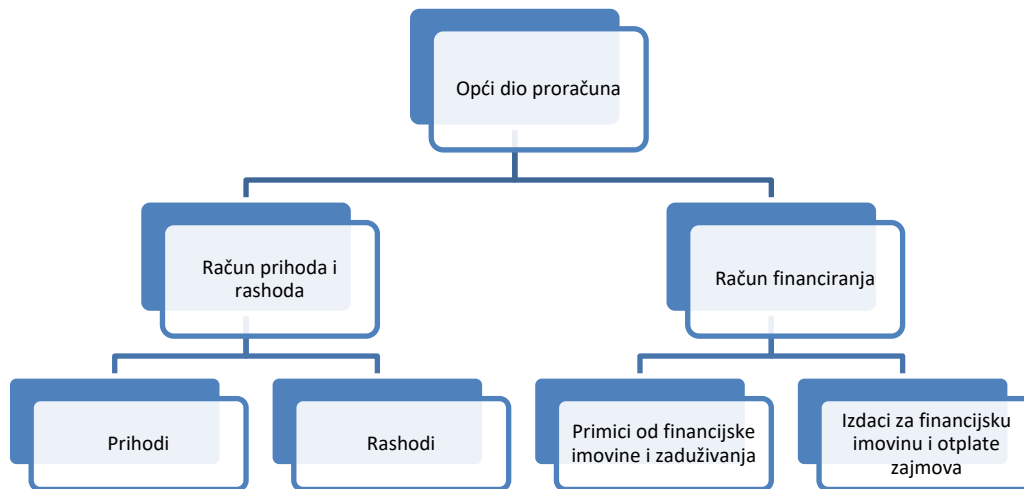 Opći dio proračuna
Račun prihoda i
rashoda
Račun financiranja
Prihodi
Rashodi
Primici od financijske
imovine i zaduživanja
Izdaci za financijsku
imovinu i otplate
zajmova